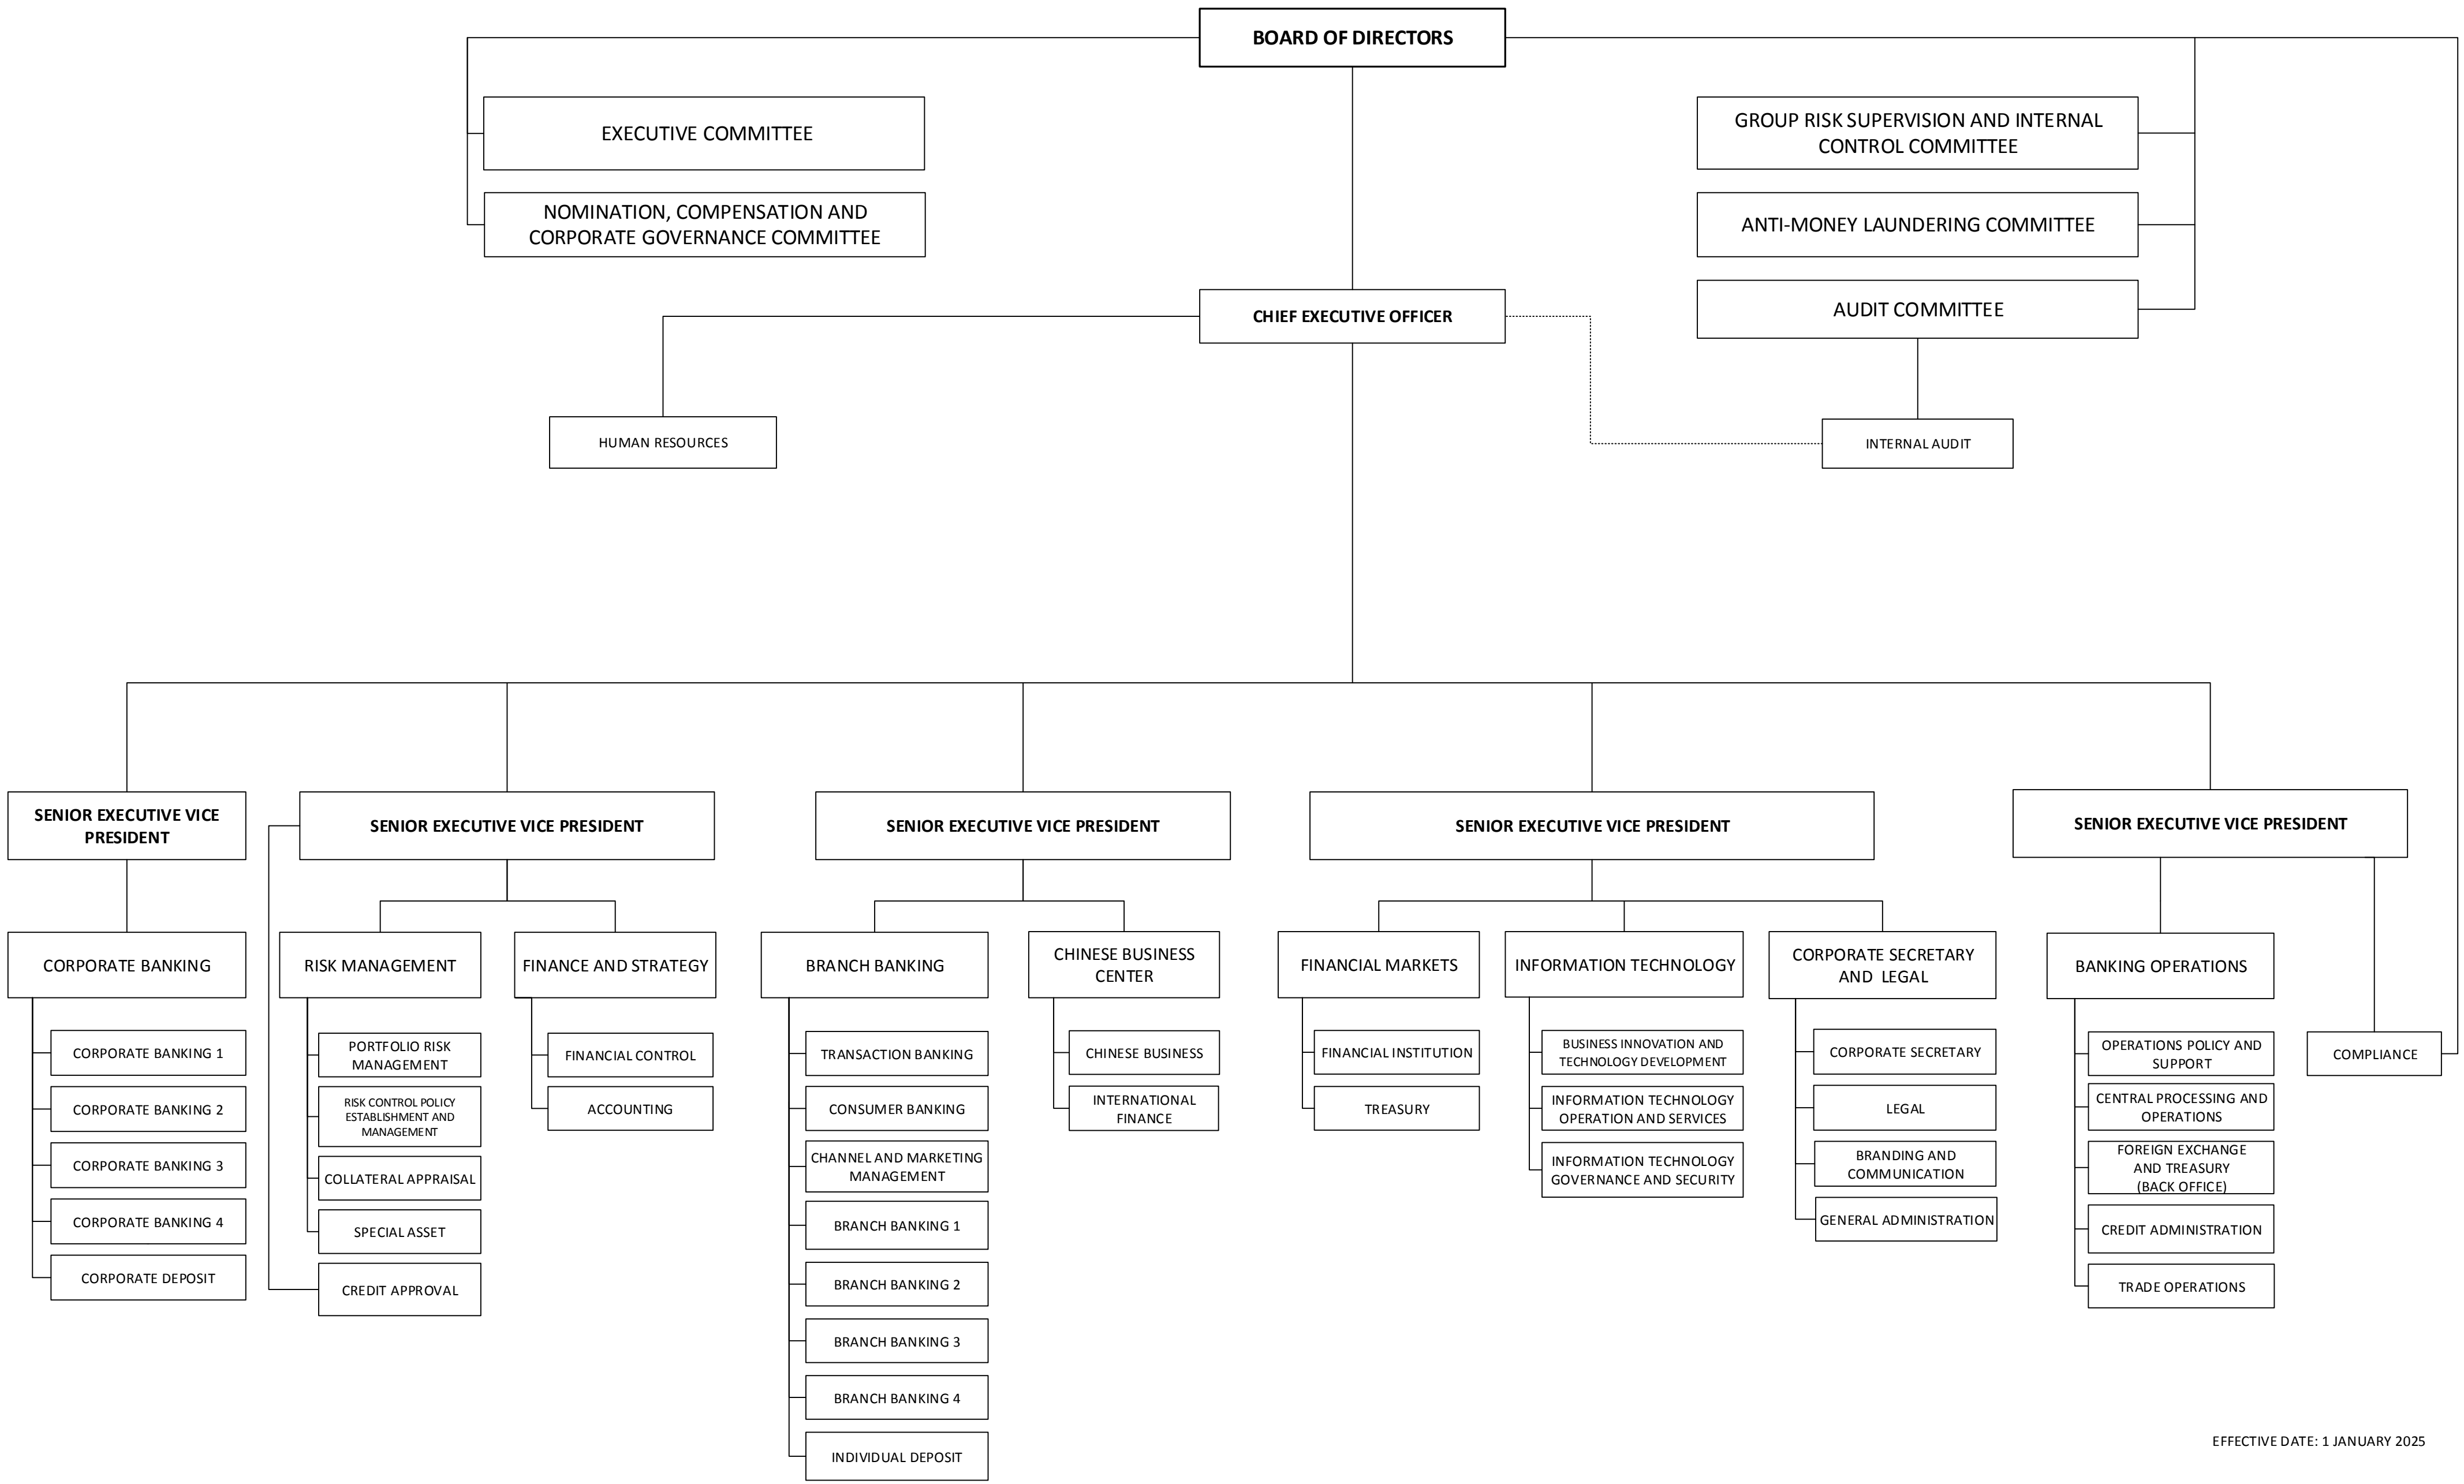 BOARD OF DIRECTORS
EXECUTIVE COMMITTEE
NOMINATION, COMPENSATION AND
CORPORATE GOVERNANCE COMMITTEE
GROUP RISK SUPERVISION AND INTERNAL
CONTROL COMMITTEE
ANTI-MONEY LAUNDERING COMMITTEE
AUDIT COMMITTEE
CHIEF EXECUTIVE OFFICER
HUMAN RESOURCES
INTERNAL AUDIT
SENIOR EXECUTIVE VICE
PRESIDENT
CORPORATE BANKING
CORPORATE BANKING 1
CORPORATE BANKING 2
CORPORATE BANKING 3
CORPORATE BANKING 4
CORPORATE DEPOSIT
SENIOR EXECUTIVE VICE PRESIDENT
RISK MANAGEMENT
PORTFOLIO RISK
MANAGEMENT
RISK CONTROL POLICY
ESTABLISHMENT AND
MANAGEMENT
COLLATERAL APPRAISAL
SPECIAL ASSET
CREDIT APPROVAL
FINANCE AND STRATEGY
FINANCIAL CONTROL
ACCOUNTING
SENIOR EXECUTIVE VICE PRESIDENT
BRANCH BANKING
TRANSACTION BANKING
CONSUMER BANKING
CHANNEL AND MARKETING
MANAGEMENT
BRANCH BANKING 1
BRANCH BANKING 2
BRANCH BANKING 3
BRANCH BANKING 4
INDIVIDUAL DEPOSIT
CHINESE BUSINESS
CENTER
CHINESE BUSINESS
INTERNATIONAL
FINANCE
SENIOR EXECUTIVE VICE PRESIDENT
FINANCIAL MARKETS
FINANCIAL INSTITUTION
TREASURY
INFORMATION TECHNOLOGY
BUSINESS INNOVATION AND
TECHNOLOGY DEVELOPMENT
INFORMATION TECHNOLOGY
OPERATION AND SERVICES
INFORMATION TECHNOLOGY
GOVERNANCE AND SECURITY
CORPORATE SECRETARY
AND LEGAL
CORPORATE SECRETARY
LEGAL
BRANDING AND
COMMUNICATION
GENERAL ADMINISTRATION
SENIOR EXECUTIVE VICE PRESIDENT
BANKING OPERATIONS
OPERATIONS POLICY AND
SUPPORT
CENTRAL PROCESSING AND
OPERATIONS
FOREIGN EXCHANGE
AND TREASURY
(BACK OFFICE)
CREDIT ADMINISTRATION
TRADE OPERATIONS
COMPLIANCE
EFFECTIVE DATE: 1 JANUARY 2025